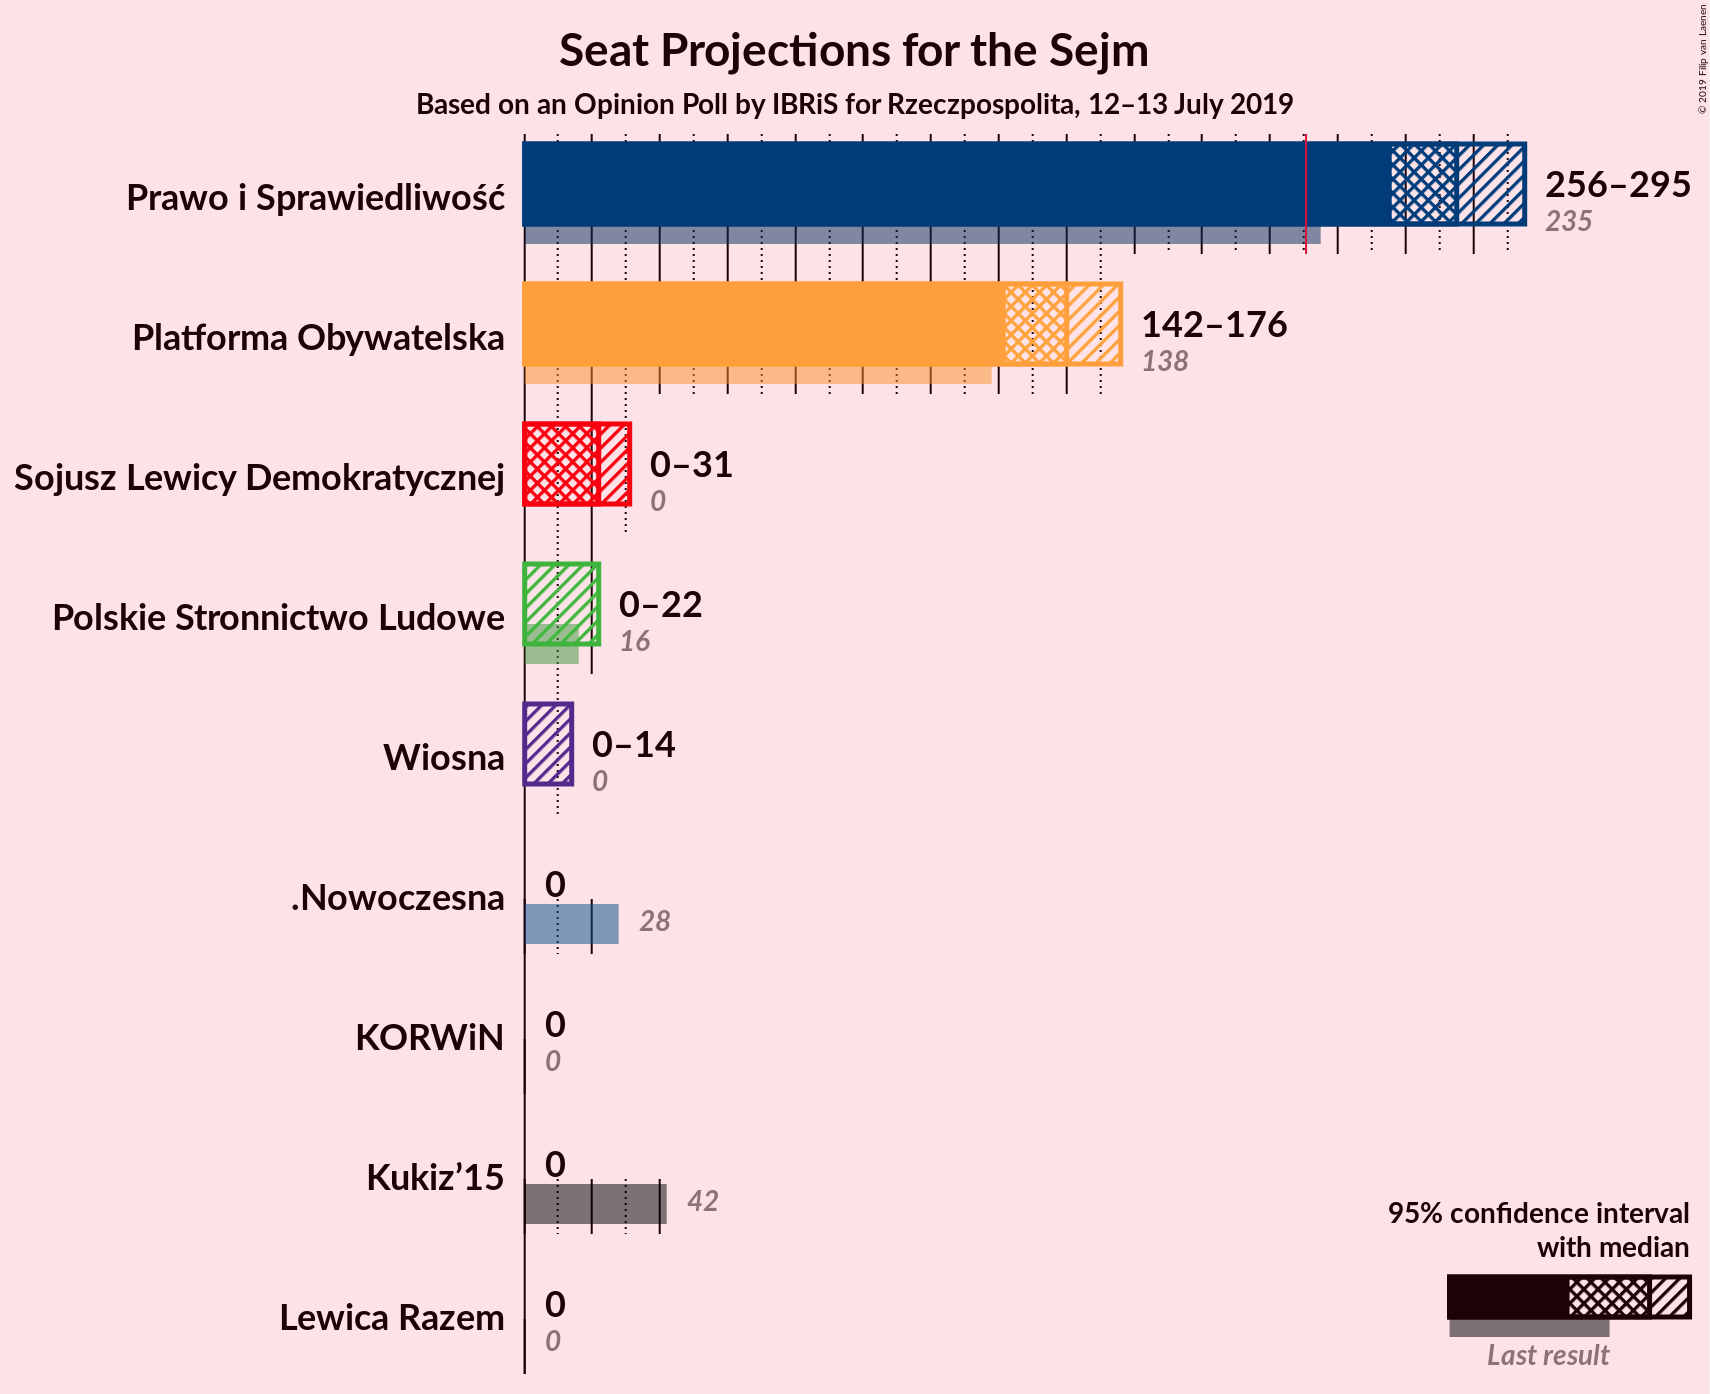 Seat Projections for the Sejm
Based on an Opinion Poll by IBRiS for Rzeczpospolita, 12–13 July 2019
© 2019 Filip van Laenen
Prawo i Sprawiedliwość
256–295
235
Platforma Obywatelska
142–176
138
Sojusz Lewicy Demokratycznej
0–31
0
Polskie Stronnictwo Ludowe
0–22
16
Wiosna
0–14
0
.Nowoczesna
0
28
KORWiN
0
0
Kukiz’15
0
42
Lewica Razem
0
0
95% confidence interval
with median
Last result